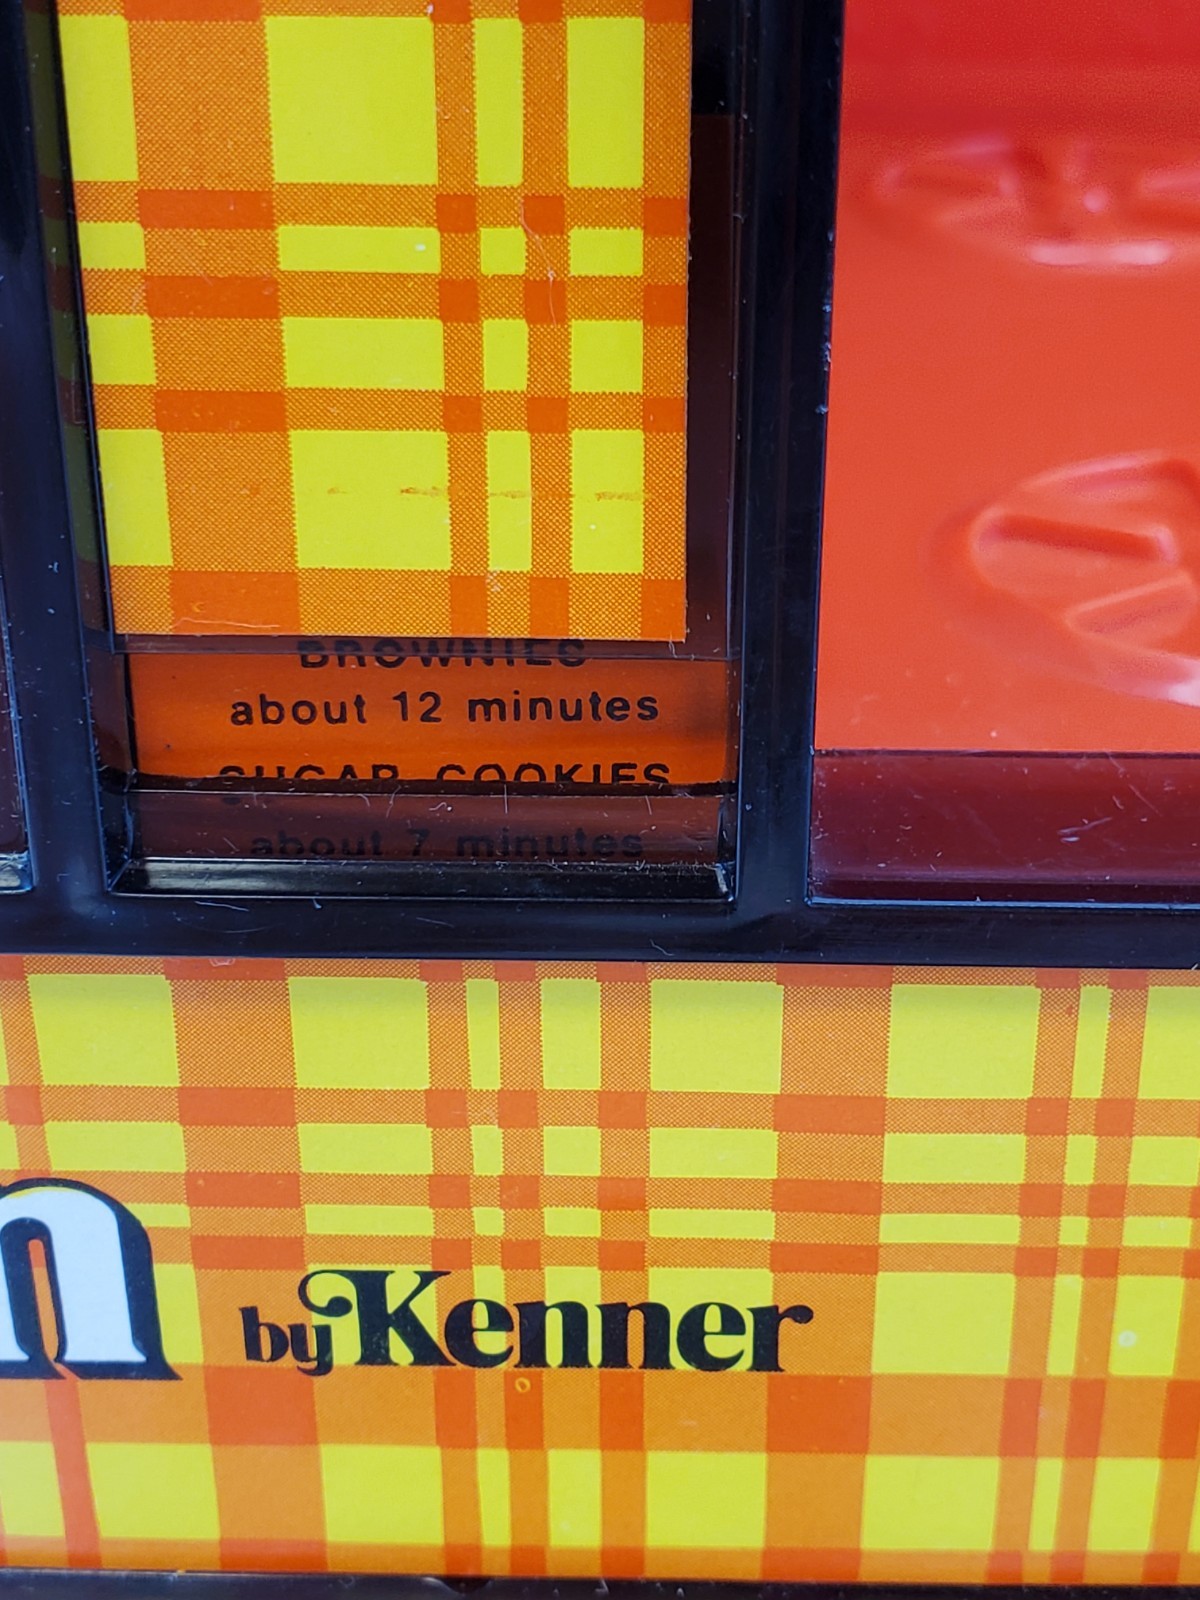 BROWNIES
about 12 minutes
SUGAR COOKIES
about 7 minutes
n
by Kenner